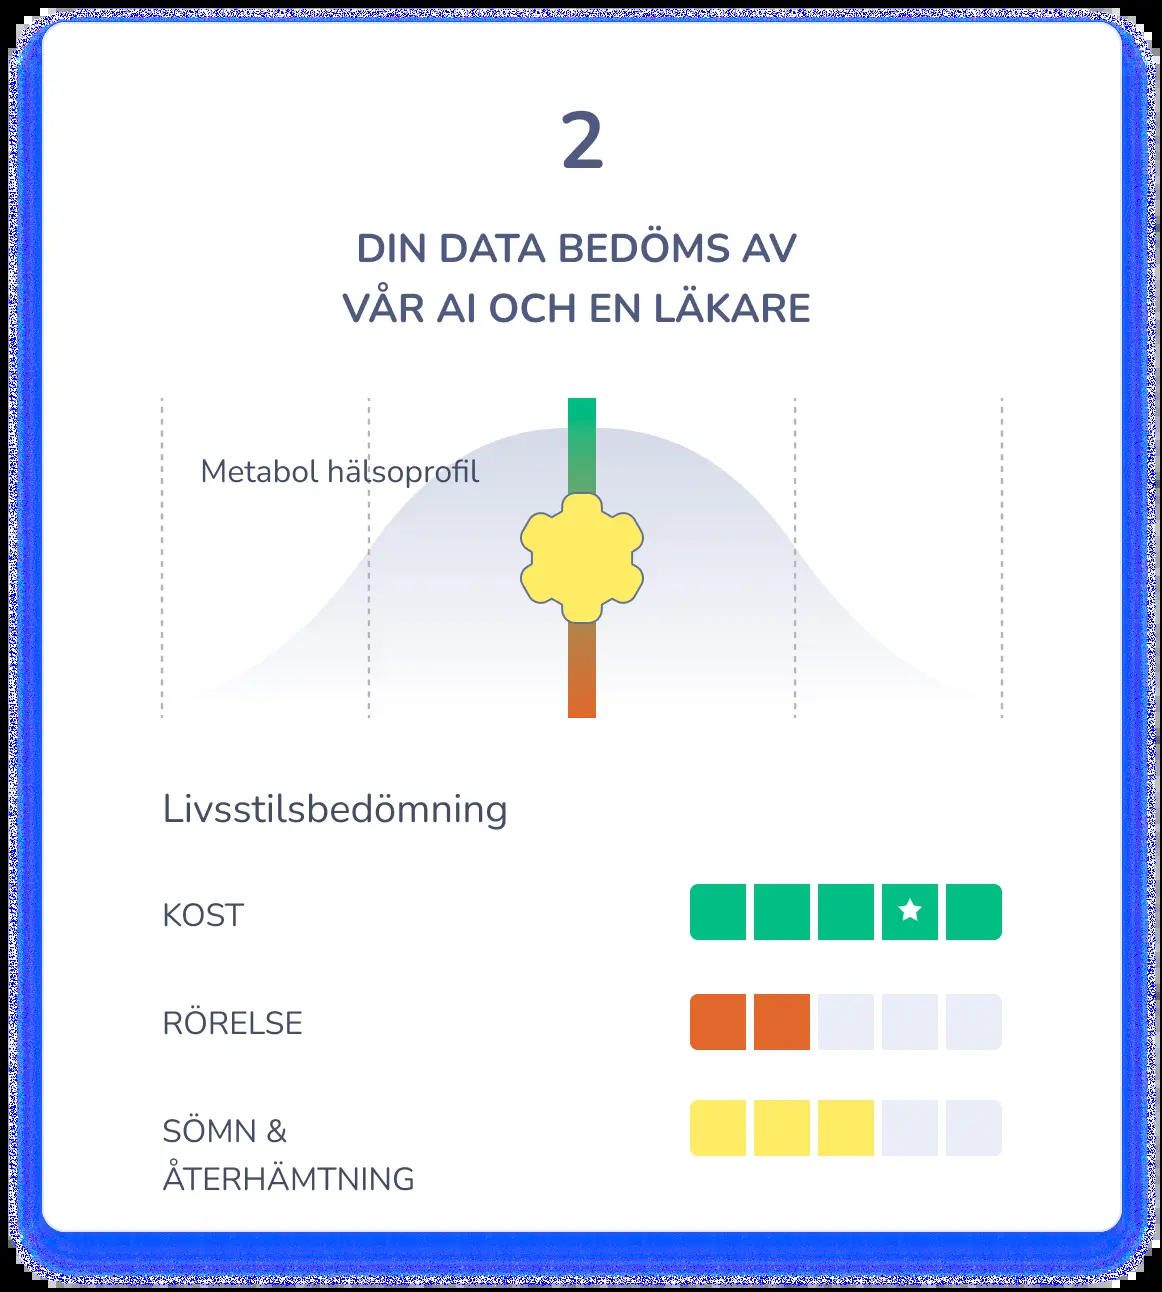 2
DIN DATA BEDÖMS AV
VÅR AI OCH EN LÄKARE
Metabol hälsoprofil
Livsstilsbedömning
KOST
RÖRELSE
SÖMN &
ÅTERHÄMTNING